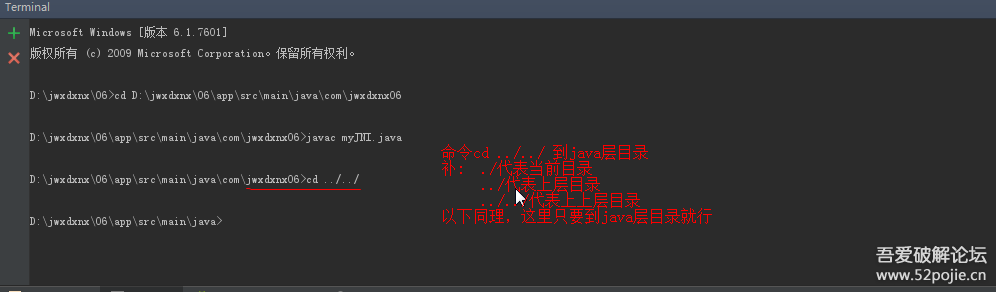 Terminal
Microsoft Windows [版本 6.1.7601]
版权所有 (c) 2009 Microsoft Corporation。保留所有权利。
D:\jwxdxnx\06>cd D:\jwxdxnx\06\app\src\main\java\com\jwxdxnx06
D:\jwxdxnx\06\app\src\main\java\com\jwxdxnx06>javac myJNI.java
D:\jwxdxnx\06\app\src\main\java\com\jwxdxnx06>cd ../../
D:\jwxdxnx\06\app\src\main\java>
命令cd ../../ 到java层目录
补: ./代表当前目录
../代表上层目录
../../代表上上层目录
以下同理，这里只要到java层目录就行
吾爱破解论坛
www.52pojie.cn